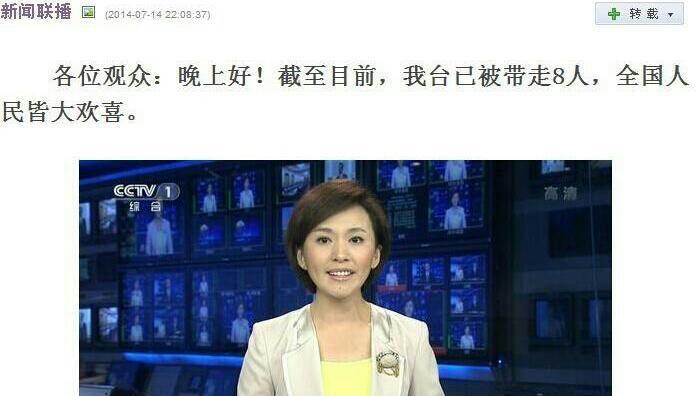 新闻联播 (2014-07-14 22:08:37) 转载
各位观众：晚上好！截至目前，我台已被带走8人，全国人
民皆大欢喜。
CCTV 1 高清
综合